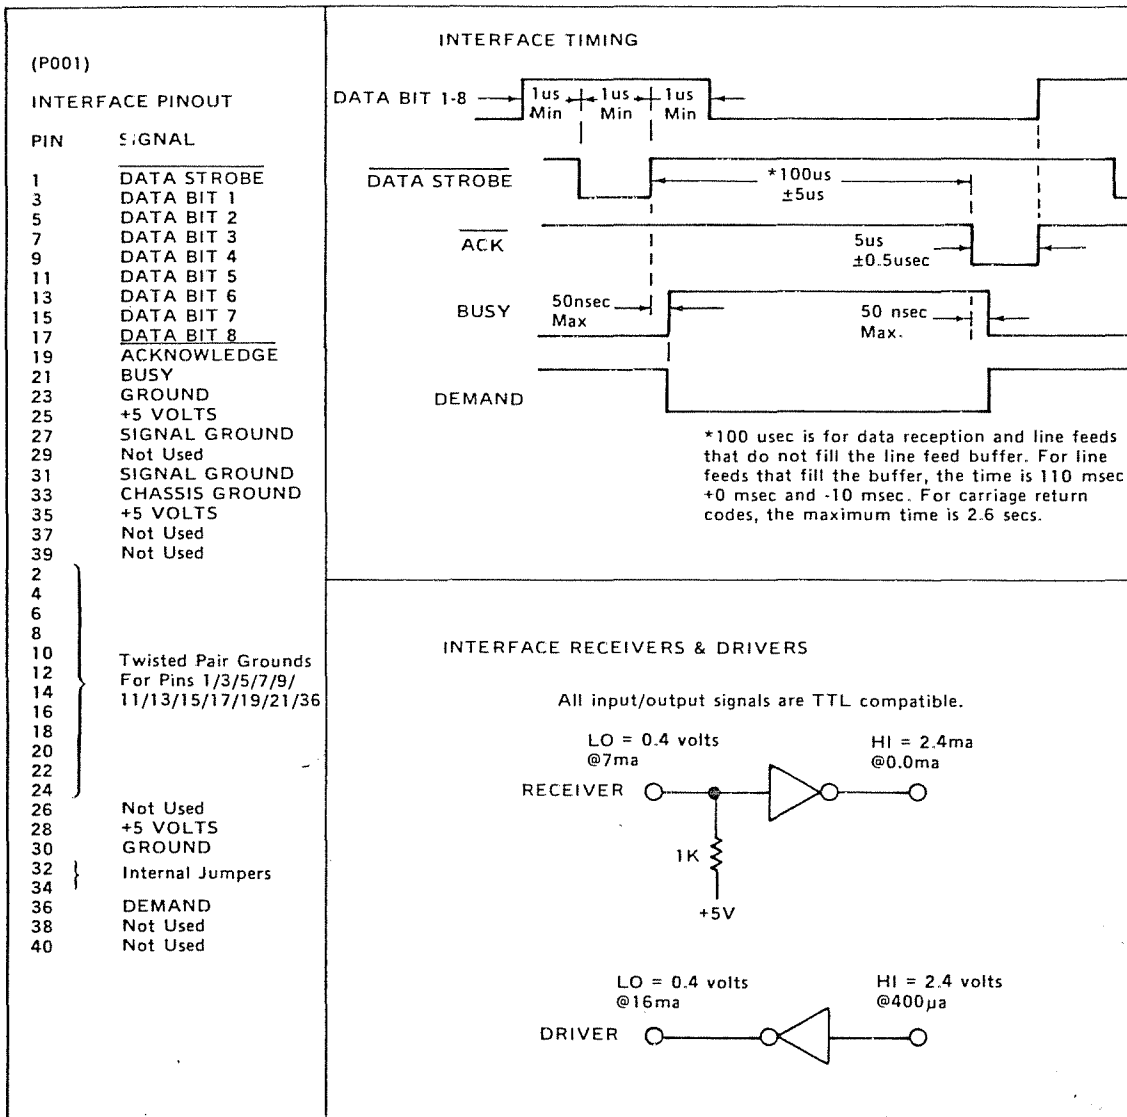 (P001)
INTERFACE PINOUT
PIN SIGNAL
1 DATA STROBE
3 DATA BIT 1
5 DATA BIT 2
7 DATA BIT 3
9 DATA BIT 4
11 DATA BIT 5
13 DATA BIT 6
15 DATA BIT 7
17 DATA BIT 8
19 ACKNOWLEDGE
21 BUSY
23 GROUND
25 +5 VOLTS
27 SIGNAL GROUND
29 Not Used
31 SIGNAL GROUND
33 CHASSIS GROUND
35 +5 VOLTS
37 Not Used
39 Not Used
2
4
6
8
10
12
14
16
18
20
22
24
Twisted Pair Grounds
For Pins 1/3/5/7/9/
11/13/15/17/19/21/36
26 Not Used
28 +5 VOLTS
30 GROUND
32
34
Internal Jumpers
36 DEMAND
38 Not Used
40 Not Used
INTERFACE TIMING
DATA BIT 1-8
1us
Min
1us
Min
1us
Min
DATA STROBE
*100us
±5us
ACK
5us
±0.5usec
BUSY
50nsec
Max
50 nsec
Max.
DEMAND
*100 usec is for data reception and line feeds
that do not fill the line feed buffer. For line
feeds that fill the buffer, the time is 110 msec
+0 msec and -10 msec. For carriage return
codes, the maximum time is 2.6 secs.
INTERFACE RECEIVERS & DRIVERS
All input/output signals are TTL compatible.
LO = 0.4 volts
@7ma
HI = 2.4ma
@0.0ma
RECEIVER
1K
+5V
LO = 0.4 volts
@16ma
HI = 2.4 volts
@400µa
DRIVER